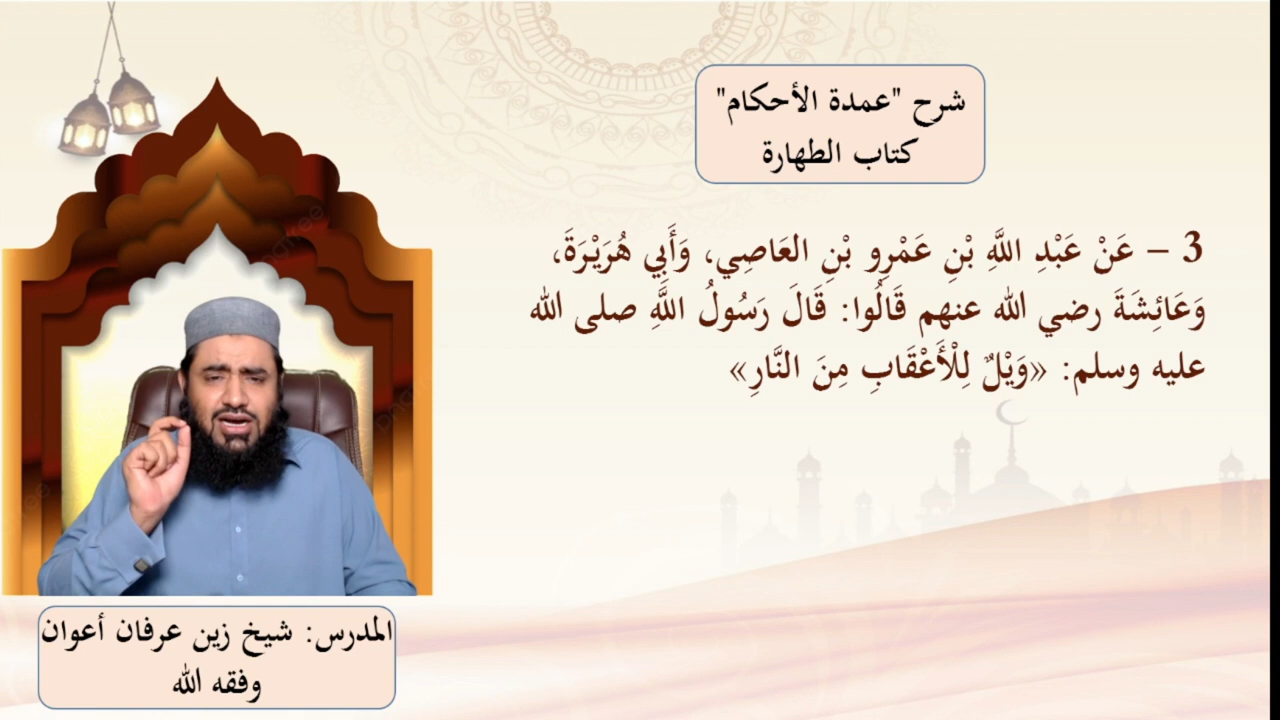 شرح "عمدة الأحكام"
كتاب الطهارة
3 – عَنْ عَبْدِ اللَّهِ بْنِ عَمْرِو بْنِ العَاصِي، وَأَبِي هُرَيْرَةَ،
وَعَائِشَةَ رضي الله عنهم قَالُوا: قَالَ رَسُولُ اللَّهِ صلى الله
عليه وسلم: «وَيْلٌ لِلْأَعْقَابِ مِنَ النَّارِ»
المدرس: شيخ زين عرفان أعوان
وفقه الله